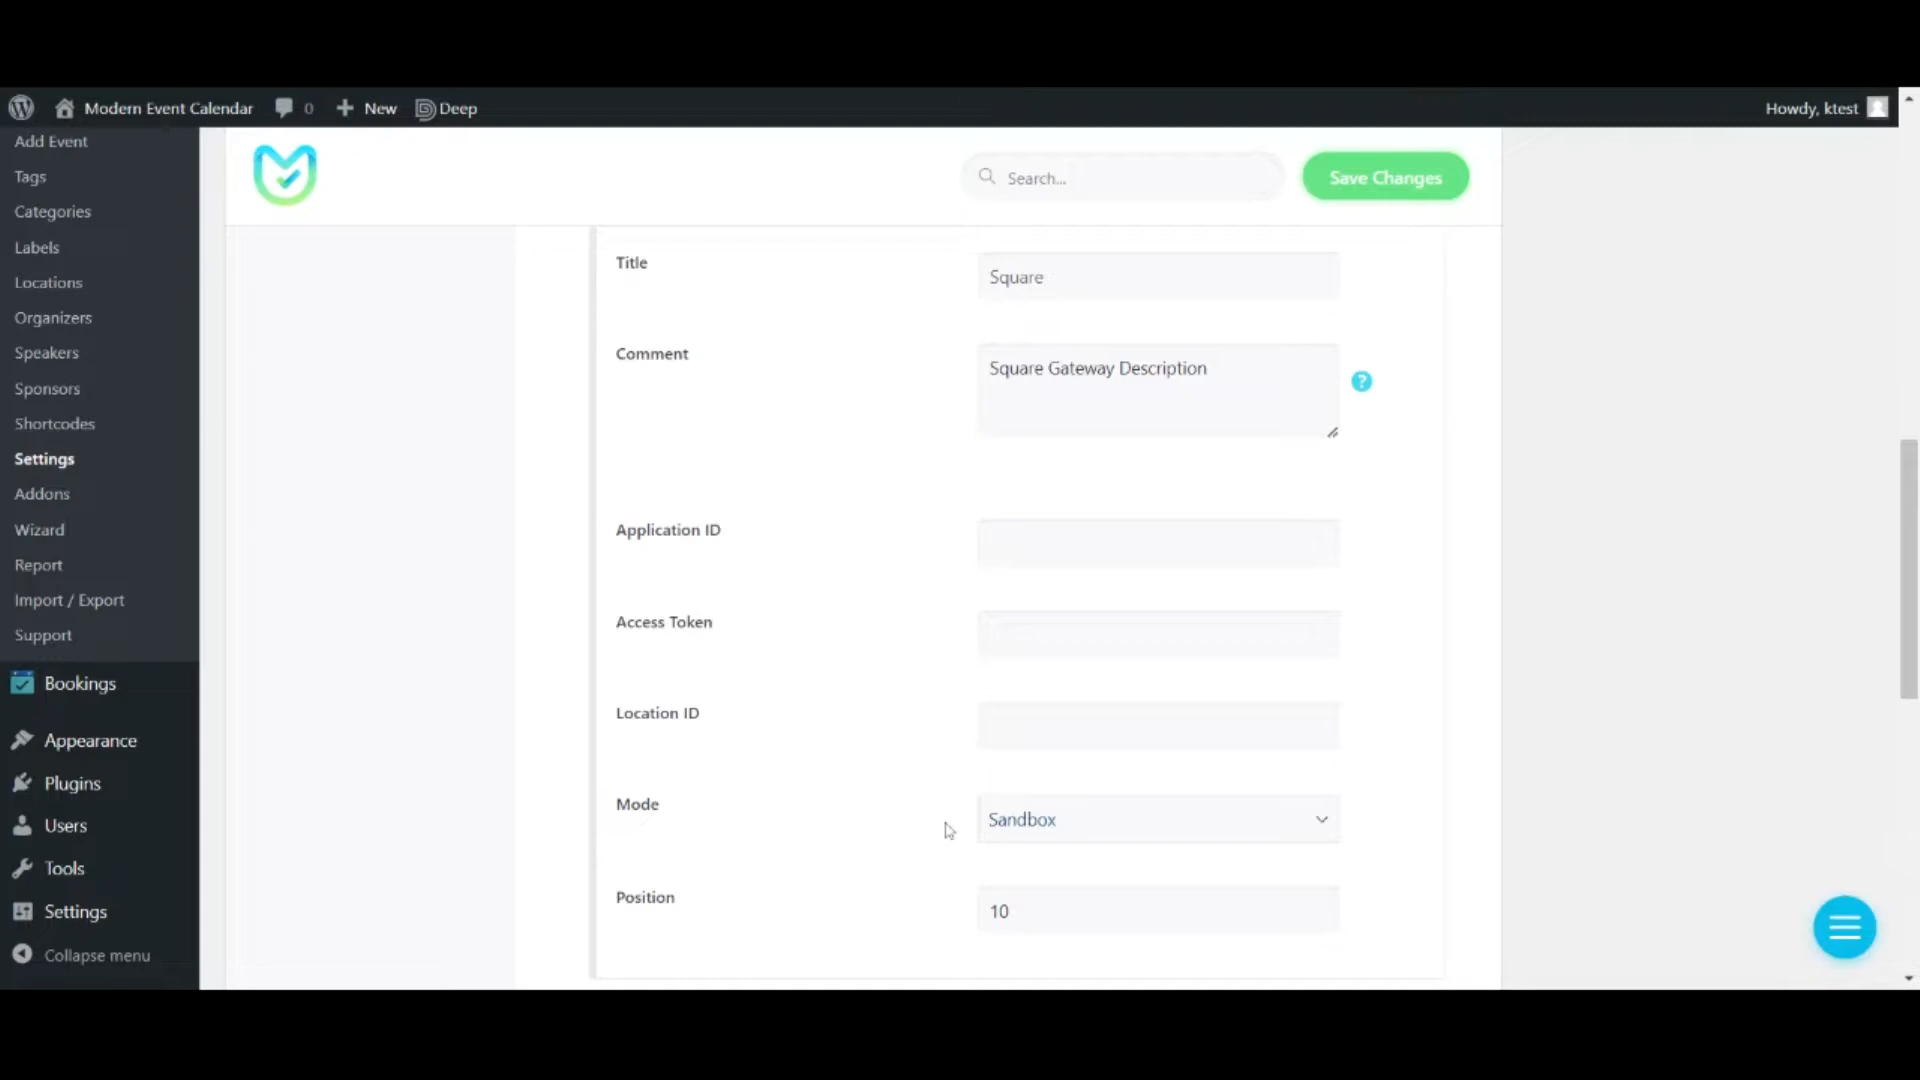 Modern Event Calendar
0
New
Deep
Howdy, ktest
Add Event
Tags
Categories
Labels
Locations
Organizers
Speakers
Sponsors
Shortcodes
Settings
Addons
Wizard
Report
Import / Export
Support
Bookings
Appearance
Plugins
Users
Tools
Settings
Collapse menu
Search...
Save Changes
Title
Square
Comment
Square Gateway Description
?
Application ID
Access Token
Location ID
Mode
Sandbox
Position
10